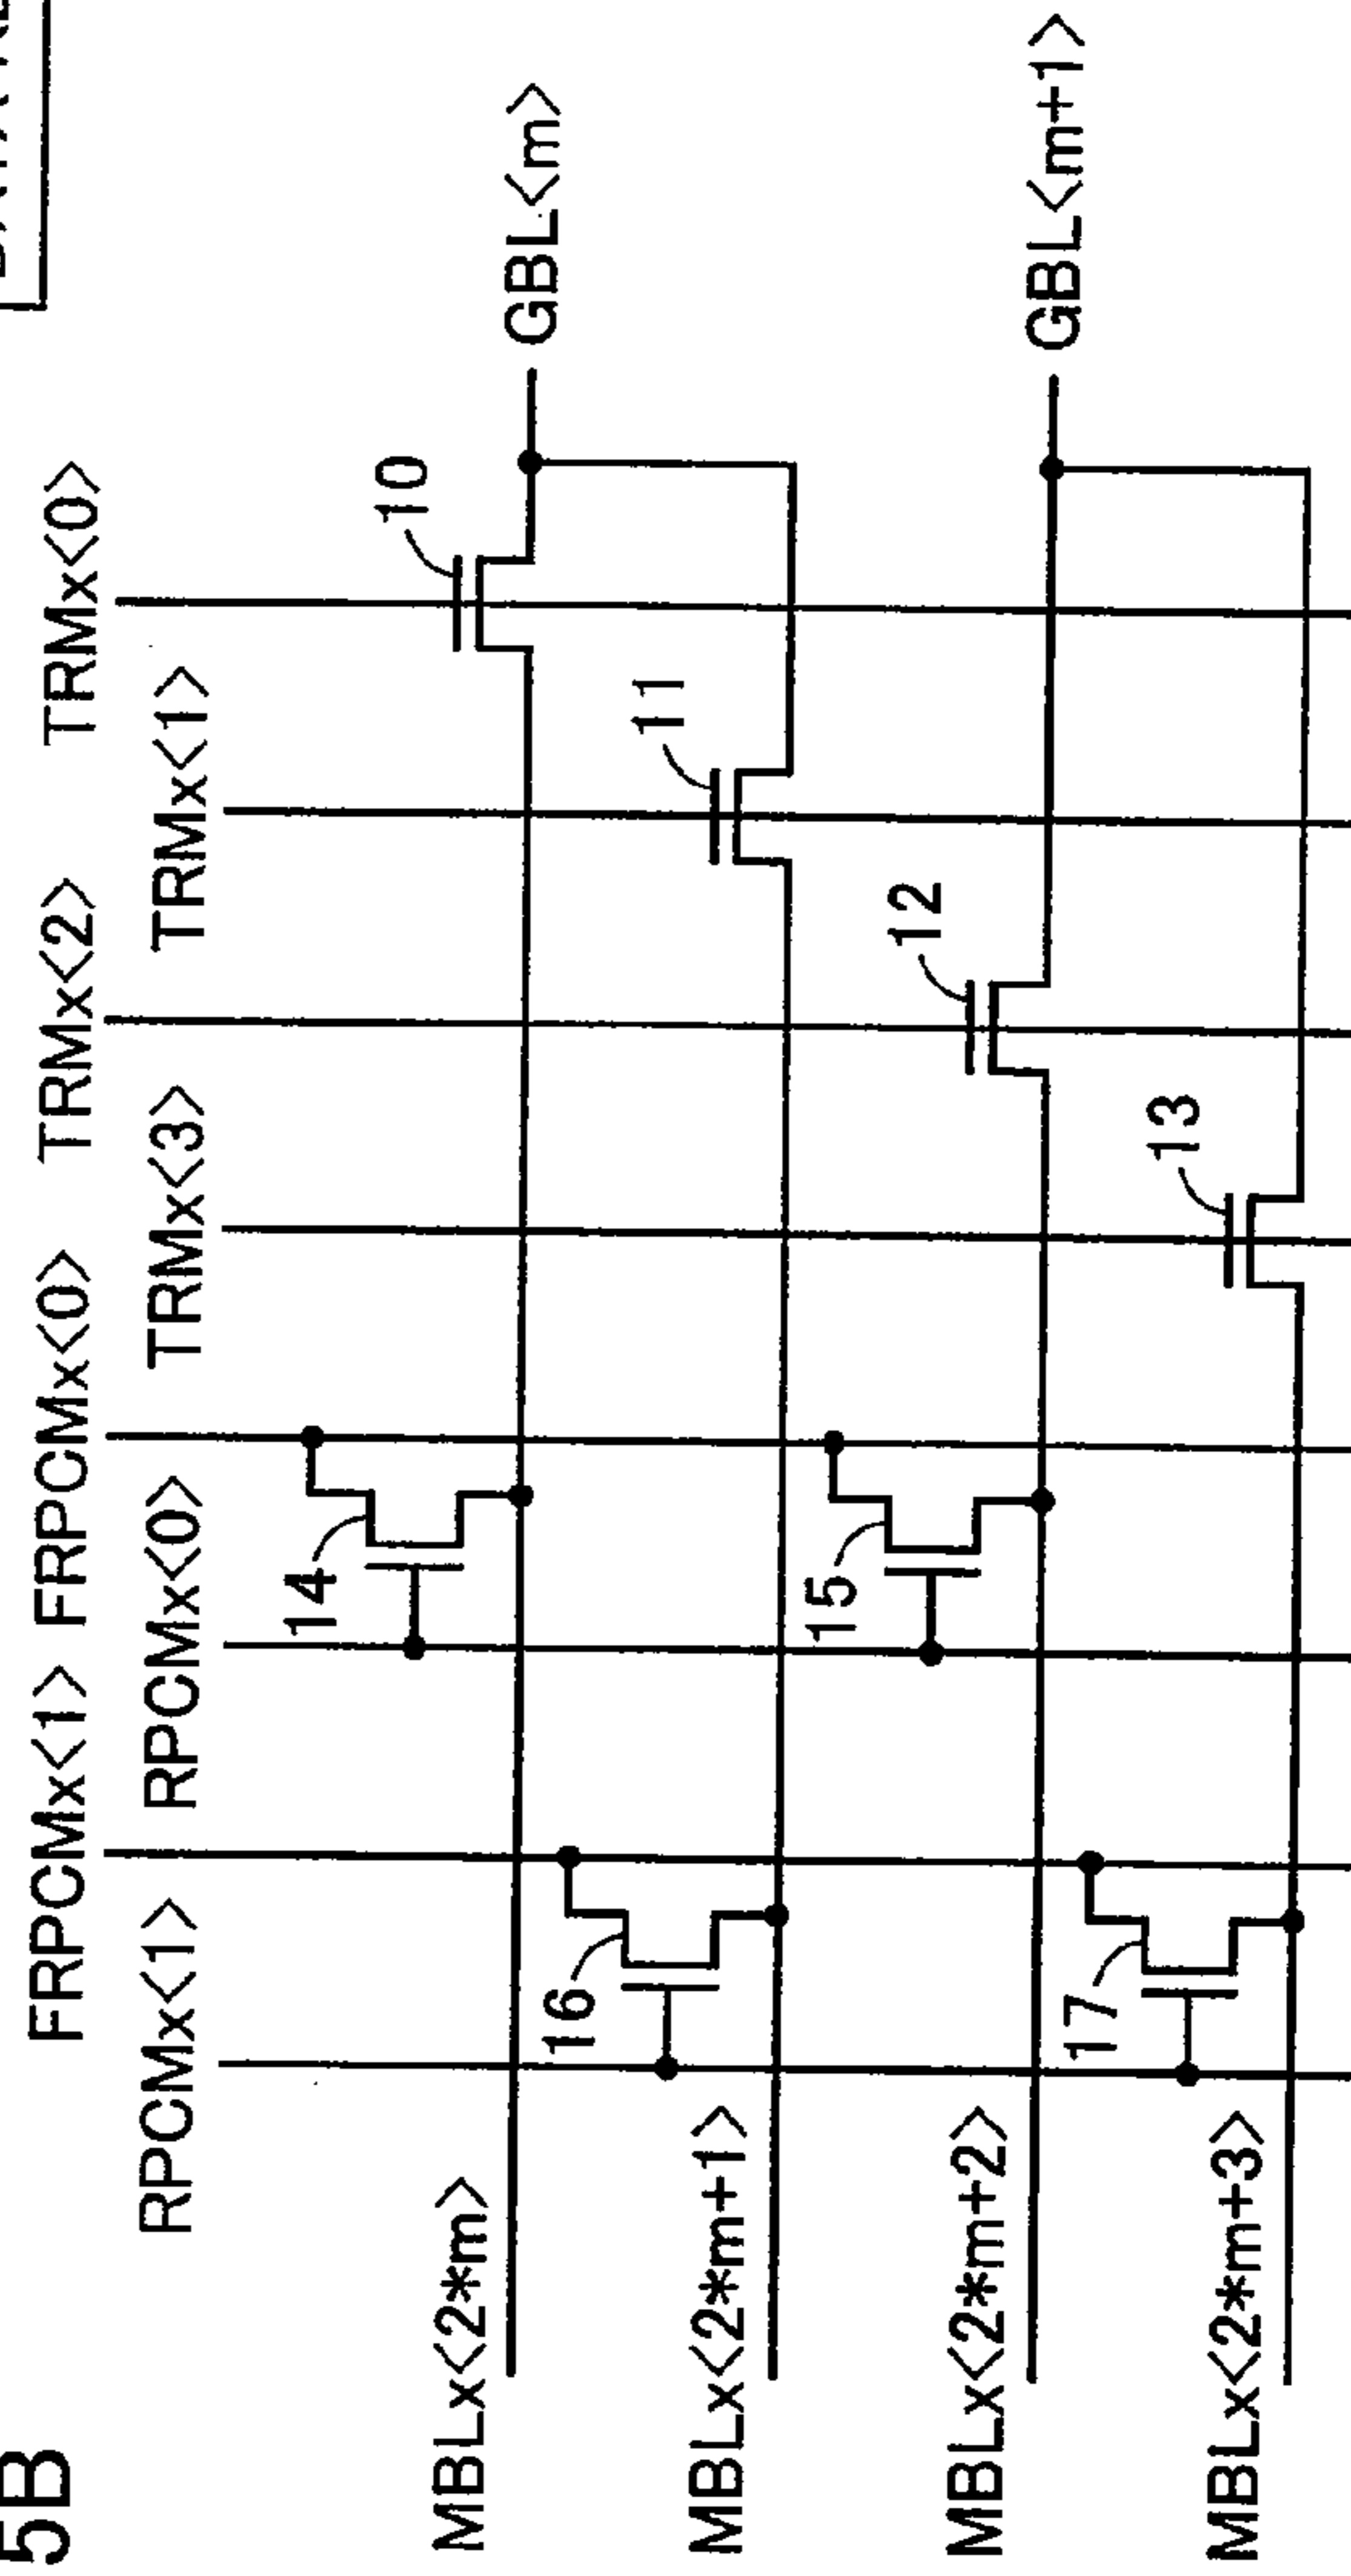 5B
RPCMx<1>
FRPCMx<1>
RPCMx<0>
FRPCMx<0>
TRMx<3>
TRMx<2>
TRMx<1>
TRMx<0>
MBLx<2*m>
14
10
GBL<m>
MBLx<2*m+1>
16
11
MBLx<2*m+2>
15
12
GBL<m+1>
MBLx<2*m+3>
17
13